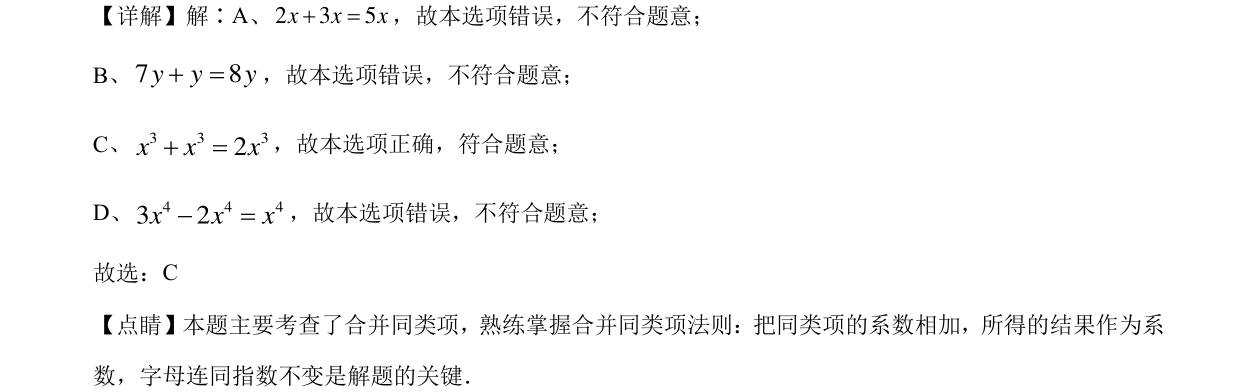 【详解】解：A、2x+3x=5x，故本选项错误，不符合题意；
B、7y+y=8y，故本选项错误，不符合题意；
C、x³+x³=2x³，故本选项正确，符合题意；
D、3x⁴−2x⁴=x⁴，故本选项错误，不符合题意；
故选：C
【点睛】本题主要考查了合并同类项，熟练掌握合并同类项法则：把同类项的系数相加，所得的结果作为系
数，字母连同指数不变是解题的关键．